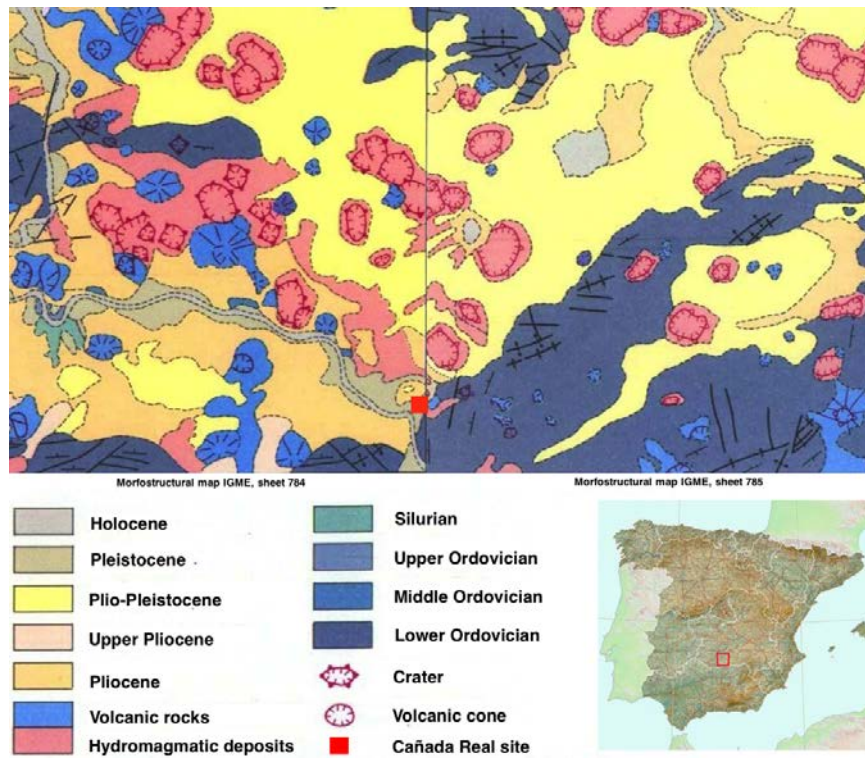 Morfostructural map IGME, sheet 784
Morfostructural map IGME, sheet 785
Holocene
Pleistocene
Plio-Pleistocene
Upper Pliocene
Pliocene
Volcanic rocks
Hydromagmatic deposits
Silurian
Upper Ordovician
Middle Ordovician
Lower Ordovician
Crater
Volcanic cone
Cañada Real site